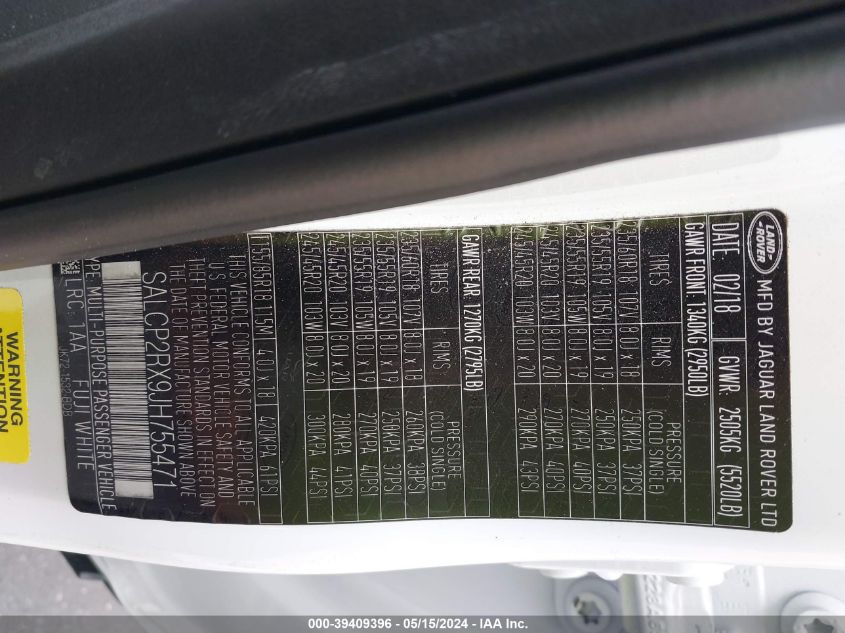 LAND-
ROVER
MFD BY JAGUAR LAND ROVER LTD
DATE: 02/18 GVWR: 2505KG (5520LB)
GAWR FRONT: 1340KG (2950LB)
TIRES RIMS PRESSURE
(COLD SINGLE)
235/60R18 107V 8.0J x 18 250KPA 37PSI
235/55R19 105V 8.0J x 19 250KPA 37PSI
235/55R19 105W 8.0J x 19 270KPA 40PSI
245/45R20 103V 8.0J x 20 270KPA 40PSI
245/45R20 103W 8.0J x 20 290KPA 43PSI
GAWR REAR: 1270KG (2795LB)
TIRES RIMS PRESSURE
(COLD SINGLE)
235/60R18 107V 8.0J x 18 260KPA 38PSI
235/55R19 105V 8.0J x 19 250KPA 37PSI
235/55R19 105W 8.0J x 19 270KPA 40PSI
245/45R20 103V 8.0J x 20 280KPA 40PSI
245/45R20 103W 8.0J x 20 300KPA 44PSI
T155/85R18 115M 4.0J x 18 420KPA 61PSI
THIS VEHICLE CONFORMS TO ALL APPLICABLE
U.S. FEDERAL MOTOR VEHICLE SAFETY AND
THEFT PREVENTION STANDARDS IN EFFECT ON
THE DATE OF MANUFACTURE SHOWN ABOVE
SALCP2RX9JH755471
TYPE: MULTI-PURPOSE PASSENGER VEHICLE
LRC: 1AA FUJI WHITE
WARNING
ATTENTION
000-39409396 - 05/15/2024 - IAA Inc.